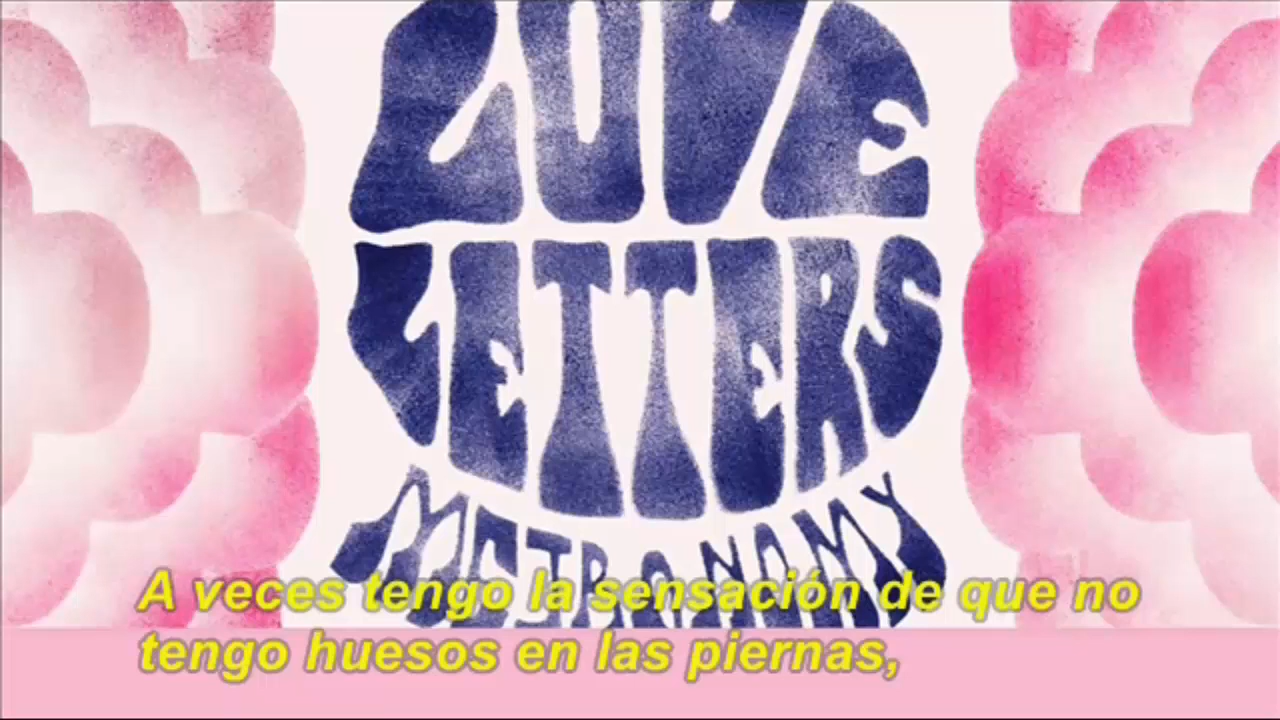 LOVE
LETTERS
METRONOMY
A veces tengo la sensación de que no
tengo huesos en las piernas,